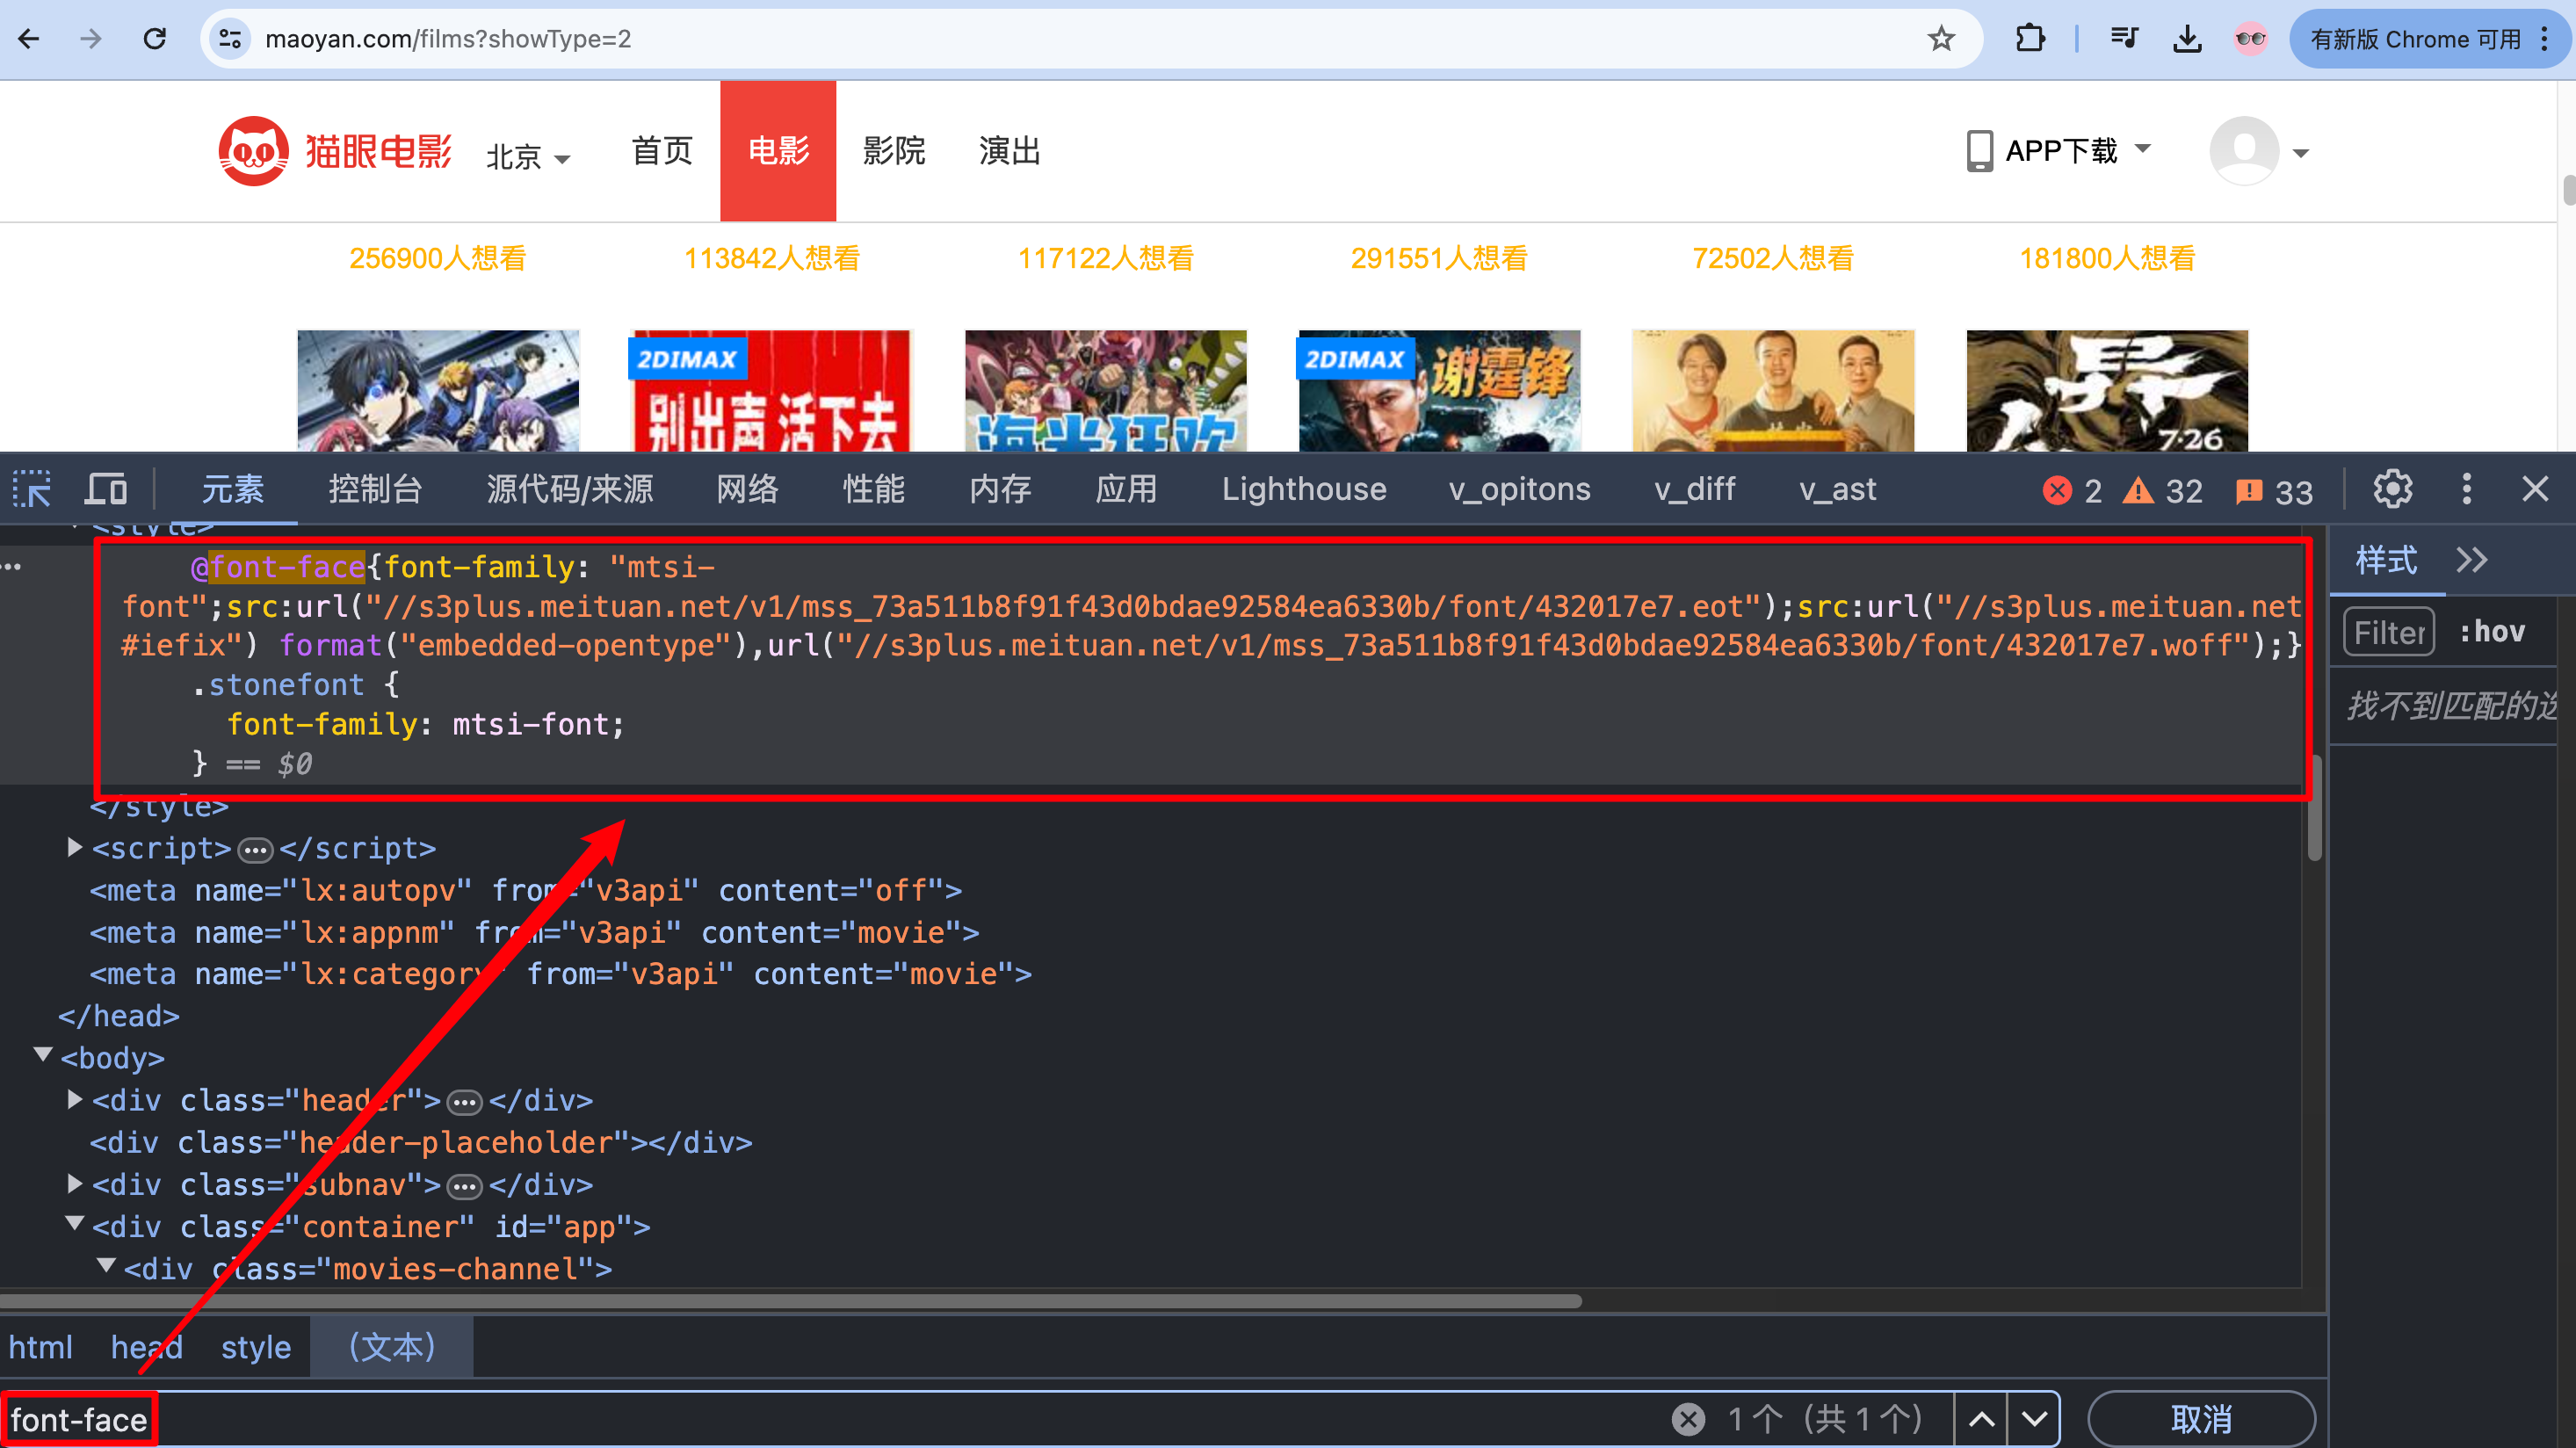 maoyan.com/films?showType=2
有新版 Chrome 可用
猫眼电影
北京
首页
电影
影院
演出
APP下载
256900人想看
113842人想看
117122人想看
291551人想看
72502人想看
181800人想看
2DIMAX
别出声 活下去
2DIMAX
谢霆锋
7·26
元素
控制台
源代码/来源
网络
性能
内存
应用
Lighthouse
v_opitons
v_diff
v_ast
2
32
33
<style>
@font-face{font-family: "mtsi-
font";src:url("//s3plus.meituan.net/v1/mss_73a511b8f91f43d0bdae92584ea6330b/font/432017e7.eot");src:url("//s3plus.meituan.net
#iefix") format("embedded-opentype"),url("//s3plus.meituan.net/v1/mss_73a511b8f91f43d0bdae92584ea6330b/font/432017e7.woff");}
.stonefont {
font-family: mtsi-font;
} == $0
</style>
<script>…</script>
<meta name="lx:autopv" from="v3api" content="off">
<meta name="lx:appnm" from="v3api" content="movie">
<meta name="lx:category" from="v3api" content="movie">
</head>
<body>
<div class="header">…</div>
<div class="header-placeholder"></div>
<div class="subnav">…</div>
<div class="container" id="app">
<div class="movies-channel">
样式
Filter
:hov
找不到匹配的选
html
head
style
(文本)
font-face
1 个 (共 1 个)
取消